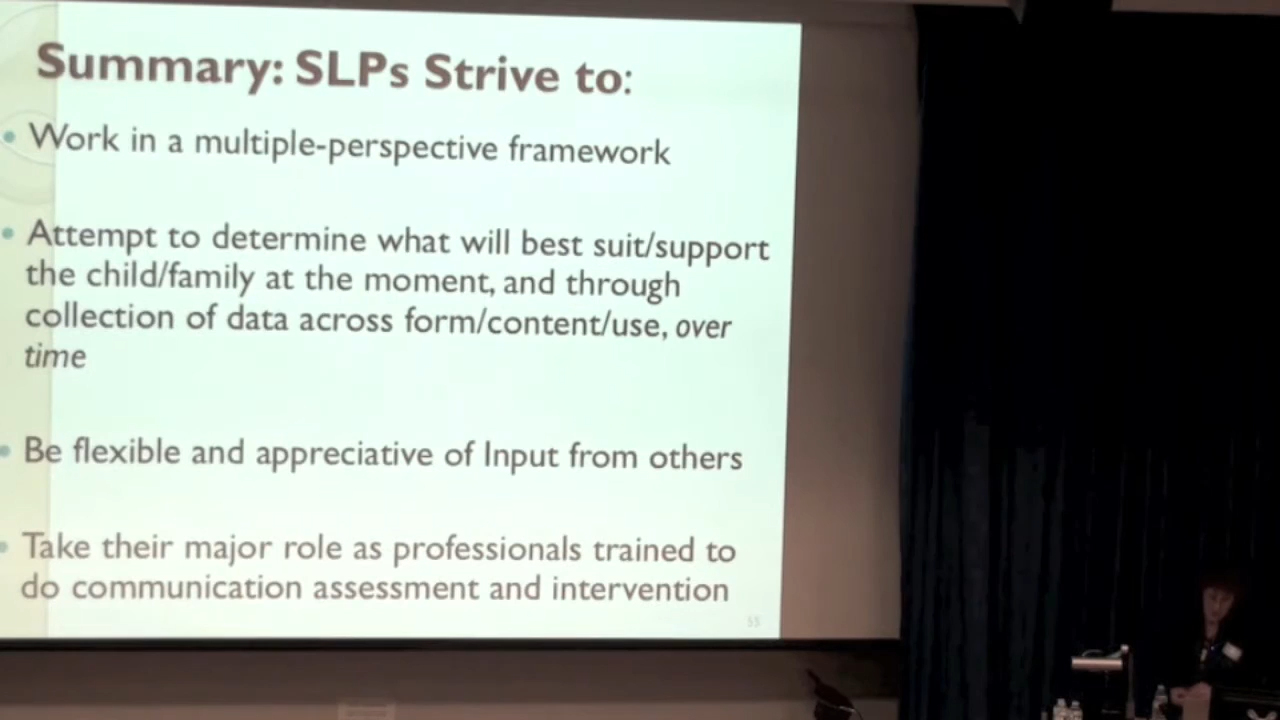 Summary: SLPs Strive to:
• Work in a multiple-perspective framework
• Attempt to determine what will best suit/support
the child/family at the moment, and through
collection of data across form/content/use, over
time
• Be flexible and appreciative of Input from others
• Take their major role as professionals trained to
do communication assessment and intervention
55